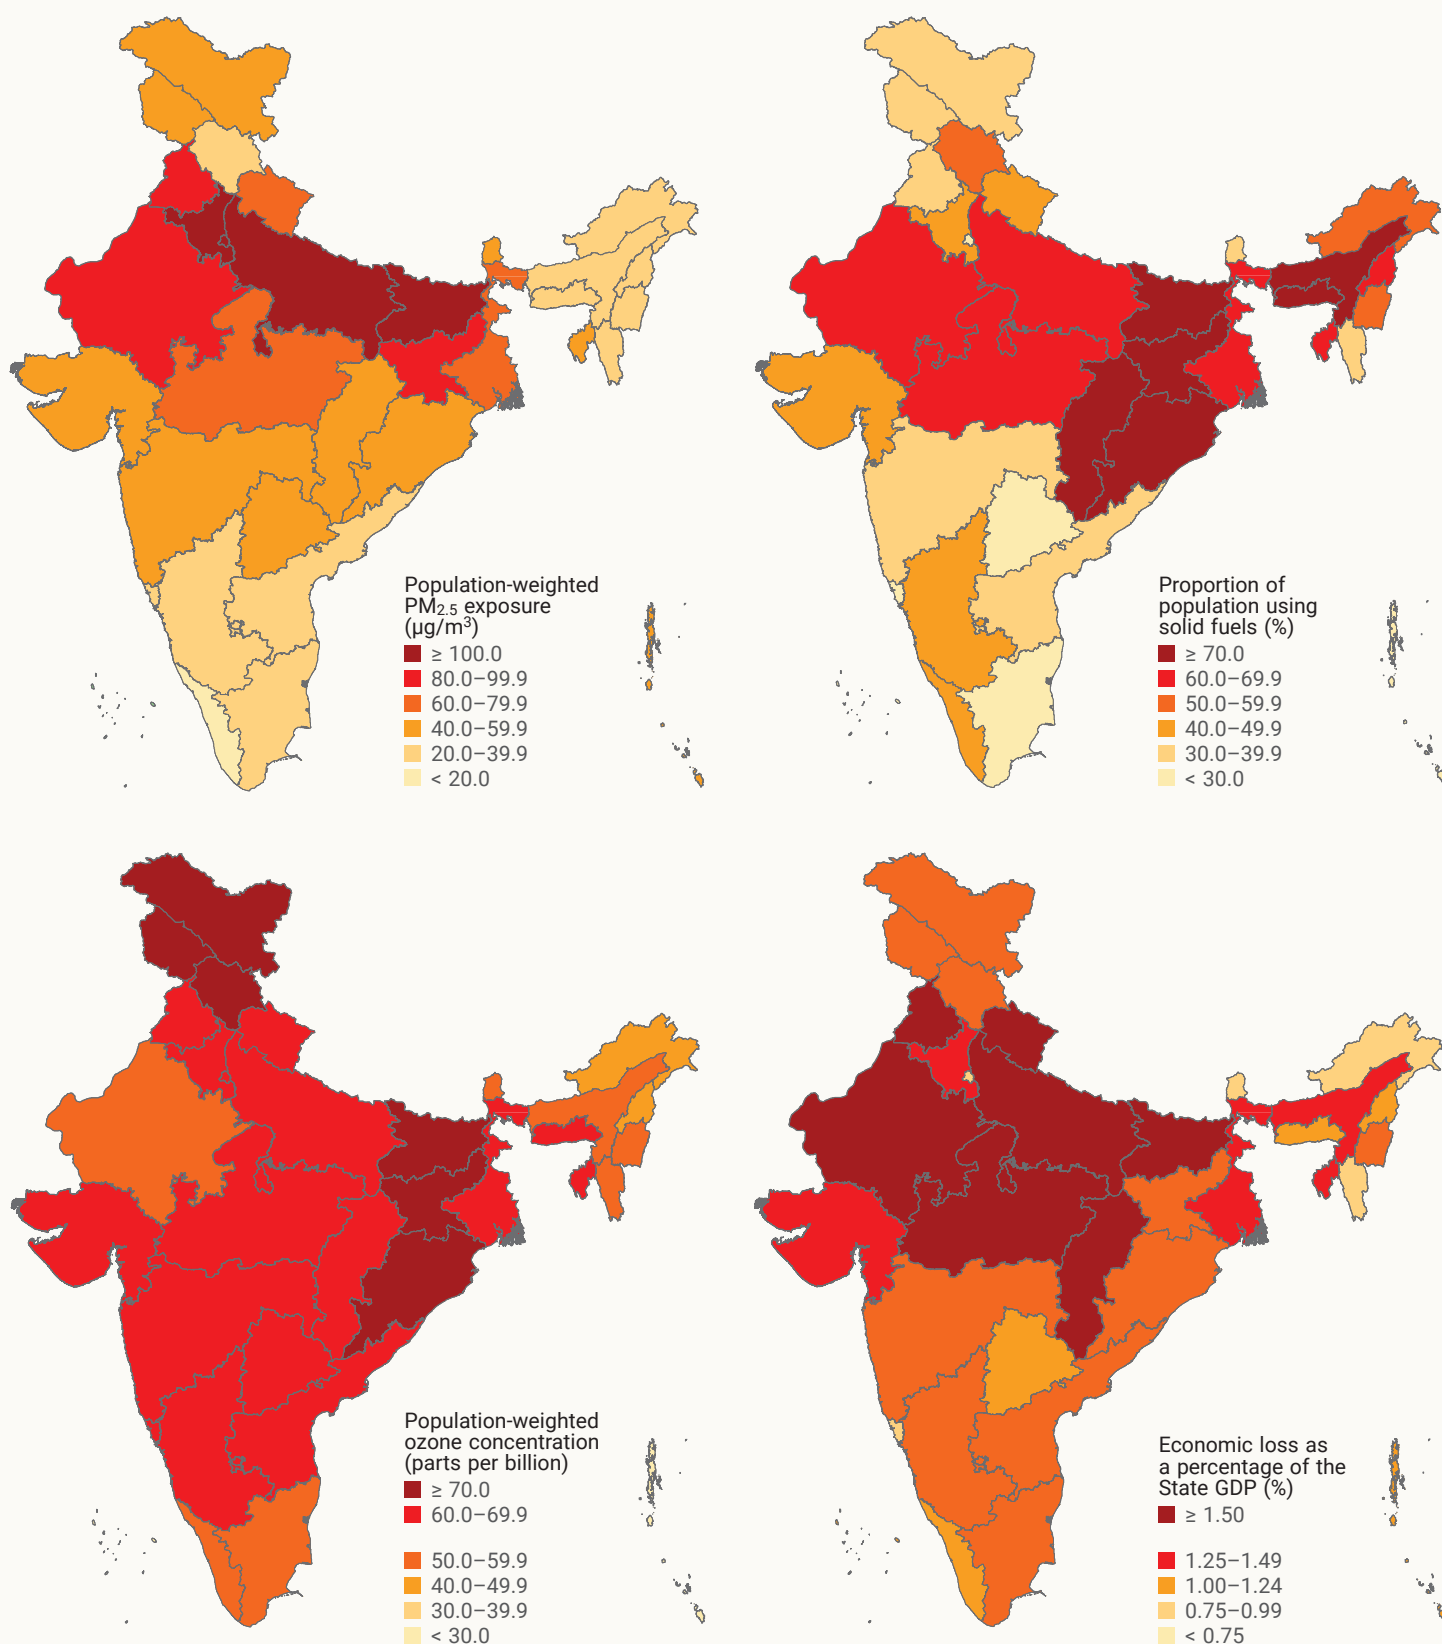 Population-weighted
PM2.5 exposure
(µg/m³)
≥ 100.0
80.0–99.9
60.0–79.9
40.0–59.9
20.0–39.9
< 20.0
Proportion of
population using
solid fuels (%)
≥ 70.0
60.0–69.9
50.0–59.9
40.0–49.9
30.0–39.9
< 30.0
Population-weighted
ozone concentration
(parts per billion)
≥ 70.0
60.0–69.9
50.0–59.9
40.0–49.9
30.0–39.9
< 30.0
Economic loss as
a percentage of the
State GDP (%)
≥ 1.50
1.25–1.49
1.00–1.24
0.75–0.99
< 0.75